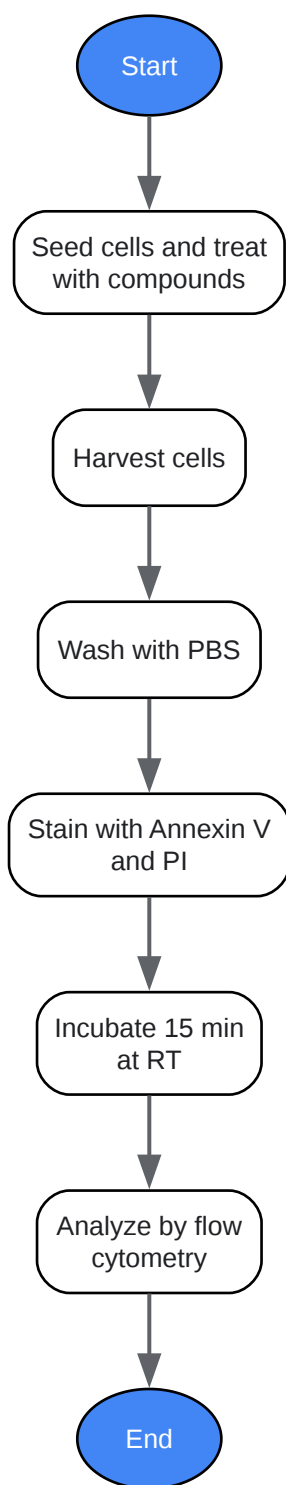 Start
Seed cells and treat
with compounds
Harvest cells
Wash with PBS
Stain with Annexin V
and PI
Incubate 15 min
at RT
Analyze by flow
cytometry
End